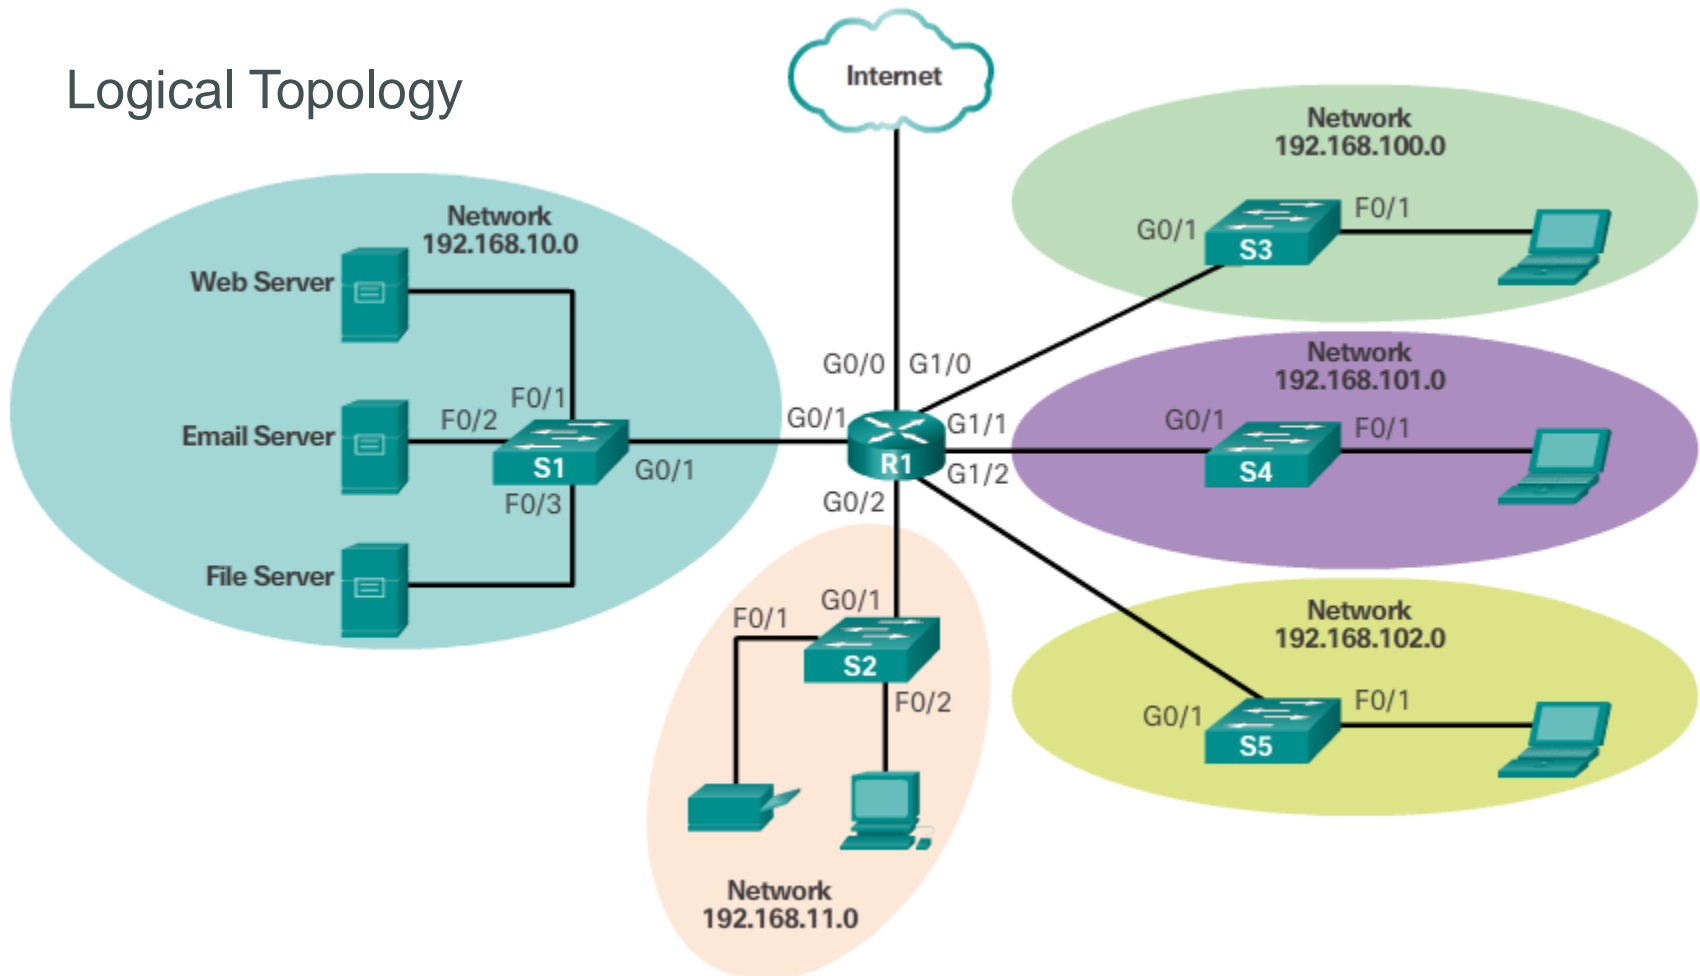 Logical Topology
Internet
Network
192.168.10.0
Web Server
Email Server
File Server
F0/1
F0/2
F0/3
S1
G0/1
G0/0
G1/0
G0/1
G1/1
R1
G1/2
G0/2
Network
192.168.100.0
G0/1
S3
F0/1
Network
192.168.101.0
G0/1
S4
F0/1
Network
192.168.102.0
G0/1
S5
F0/1
G0/1
F0/1
S2
F0/2
Network
192.168.11.0